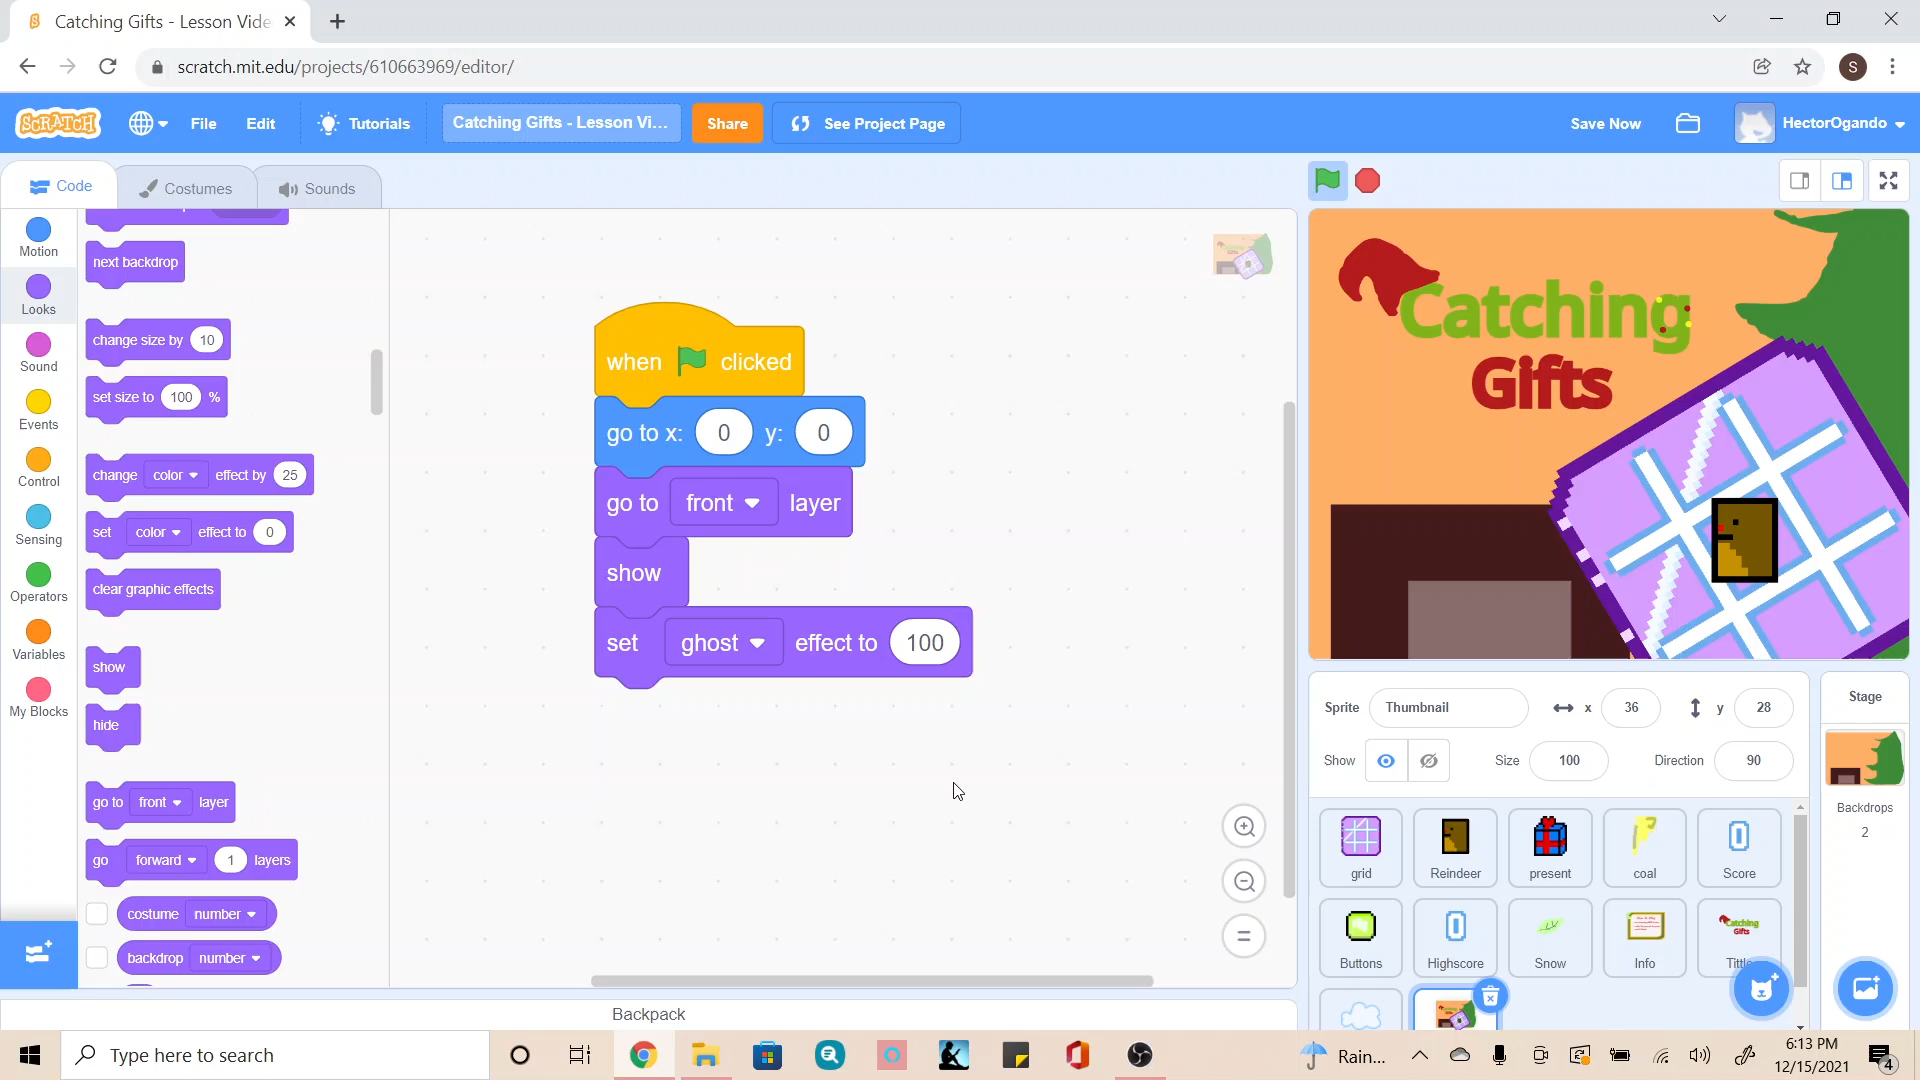 Catching Gifts - Lesson Vide
scratch.mit.edu/projects/610663969/editor/
S
SCRATCH
File
Edit
Tutorials
Catching Gifts - Lesson Vi...
Share
See Project Page
Save Now
HectorOgando
Code
Costumes
Sounds
Motion
Looks
Sound
Events
Control
Sensing
Operators
Variables
My Blocks
next backdrop
change size by 10
set size to 100 %
change color effect by 25
set color effect to 0
clear graphic effects
show
hide
go to front layer
go forward 1 layers
costume number
backdrop number
when clicked
go to x: 0 y: 0
go to front layer
show
set ghost effect to 100
Catching
Gifts
Sprite Thumbnail x 36 y 28
Show Size 100 Direction 90
Stage
Backdrops
2
grid
Reindeer
present
coal
Score
Buttons
Highscore
Snow
Info
Catching
Gifts
Tittle
Backpack
Type here to search
Rain...
6:13 PM
12/15/2021
4